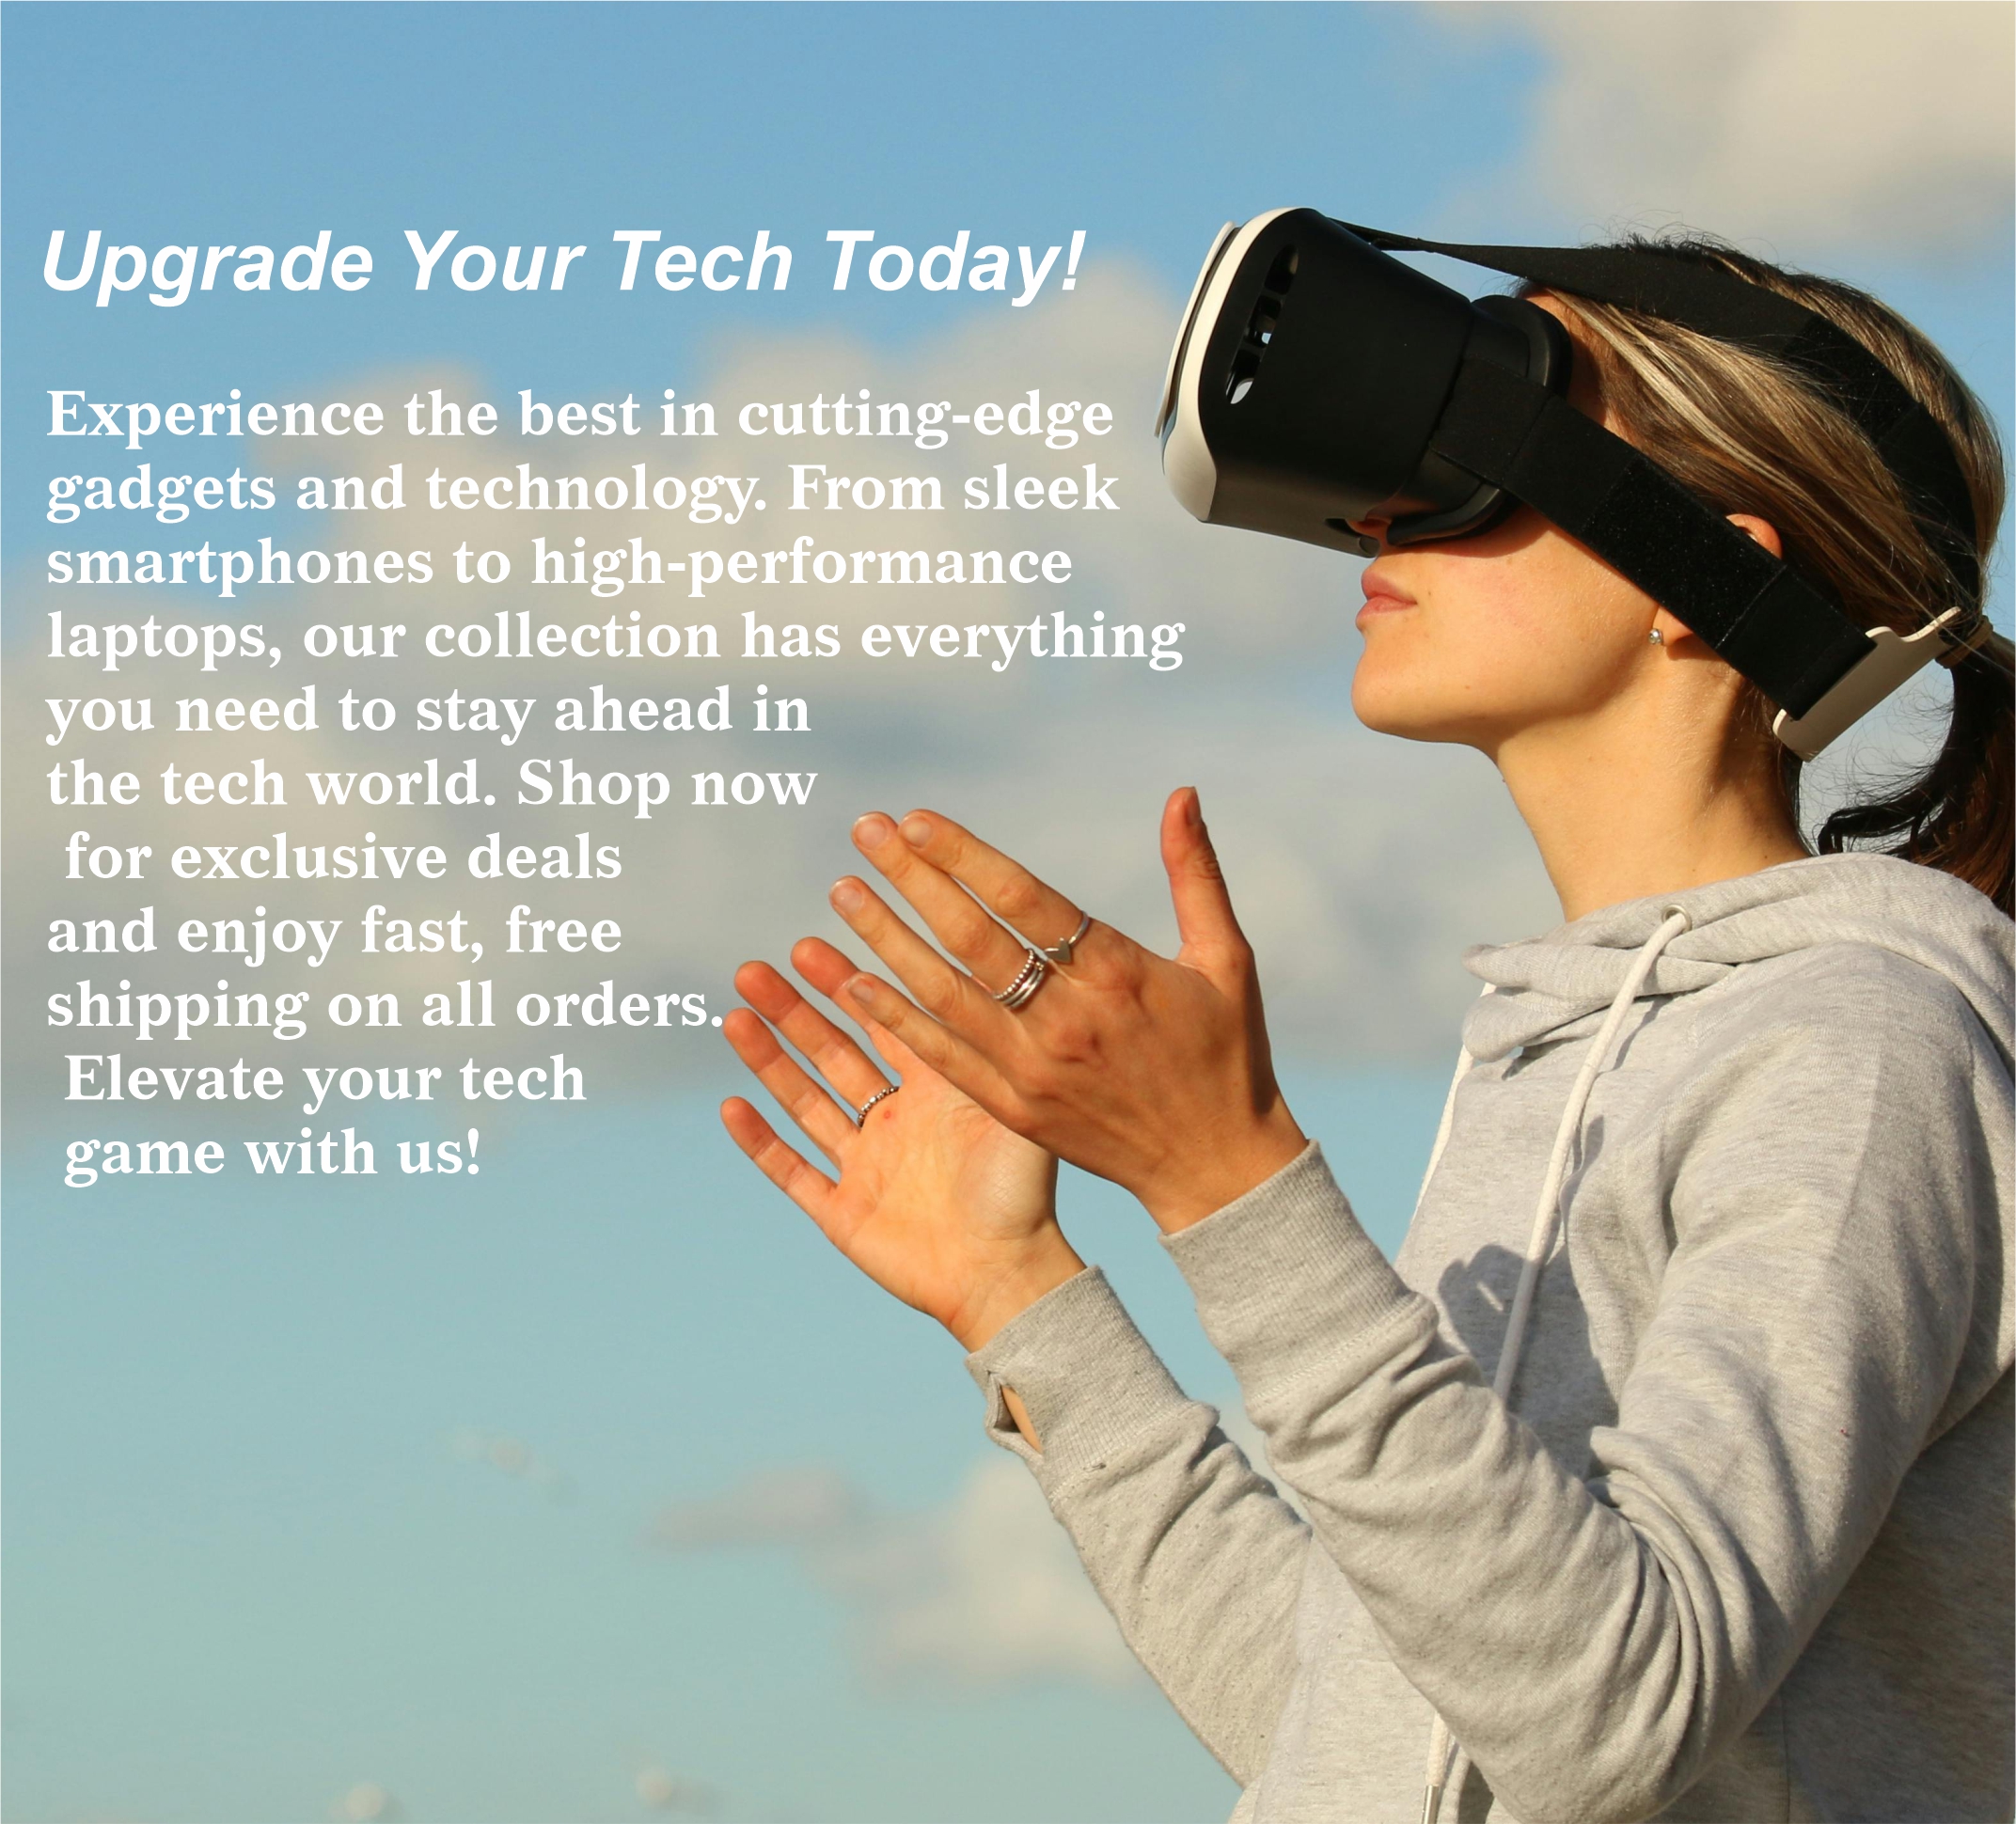 Upgrade Your Tech Today!
Experience the best in cutting-edge
gadgets and technology. From sleek
smartphones to high-performance
laptops, our collection has everything
you need to stay ahead in
the tech world. Shop now
for exclusive deals
and enjoy fast, free
shipping on all orders.
Elevate your tech
game with us!